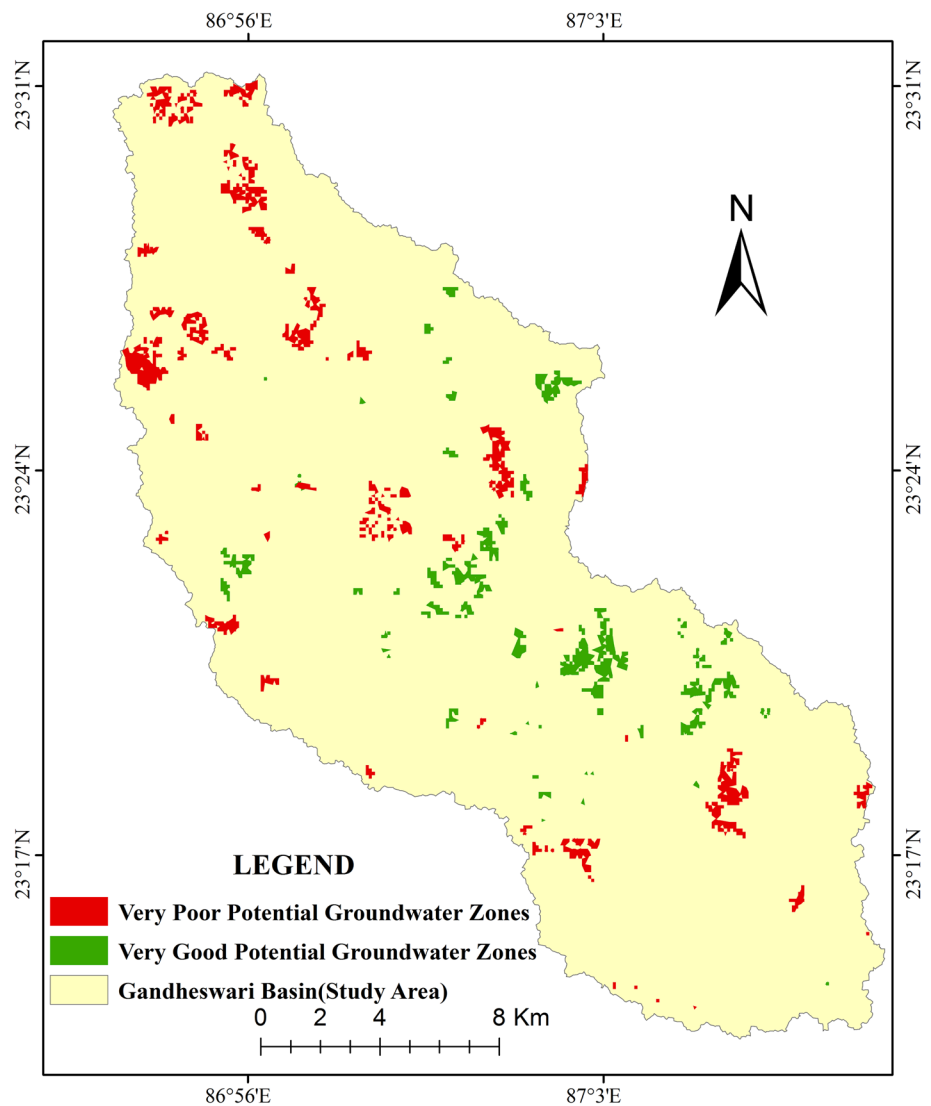 86°56'E 87°3'E
23°31'N 23°31'N
N
23°24'N 23°24'N
23°17'N 23°17'N
LEGEND
Very Poor Potential Groundwater Zones
Very Good Potential Groundwater Zones
Gandheswari Basin(Study Area)
0 2 4 8 Km
86°56'E 87°3'E